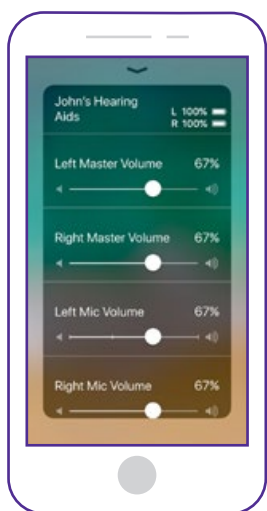 John's Hearing
Aids
L 100%
R 100%
Left Master Volume 67%
Right Master Volume 67%
Left Mic Volume 67%
Right Mic Volume 67%